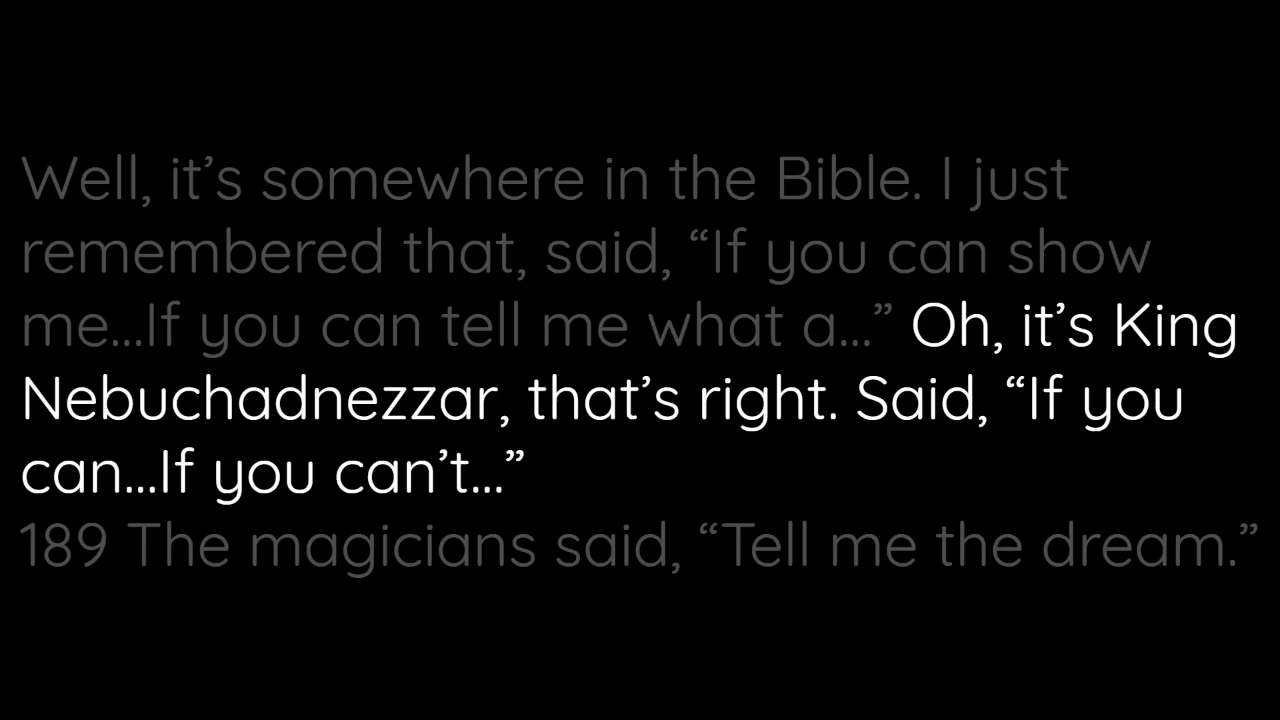 Well, it’s somewhere in the Bible. I just
remembered that, said, “If you can show
me...If you can tell me what a...” Oh, it’s King
Nebuchadnezzar, that’s right. Said, “If you
can...If you can’t...”
189 The magicians said, “Tell me the dream.”